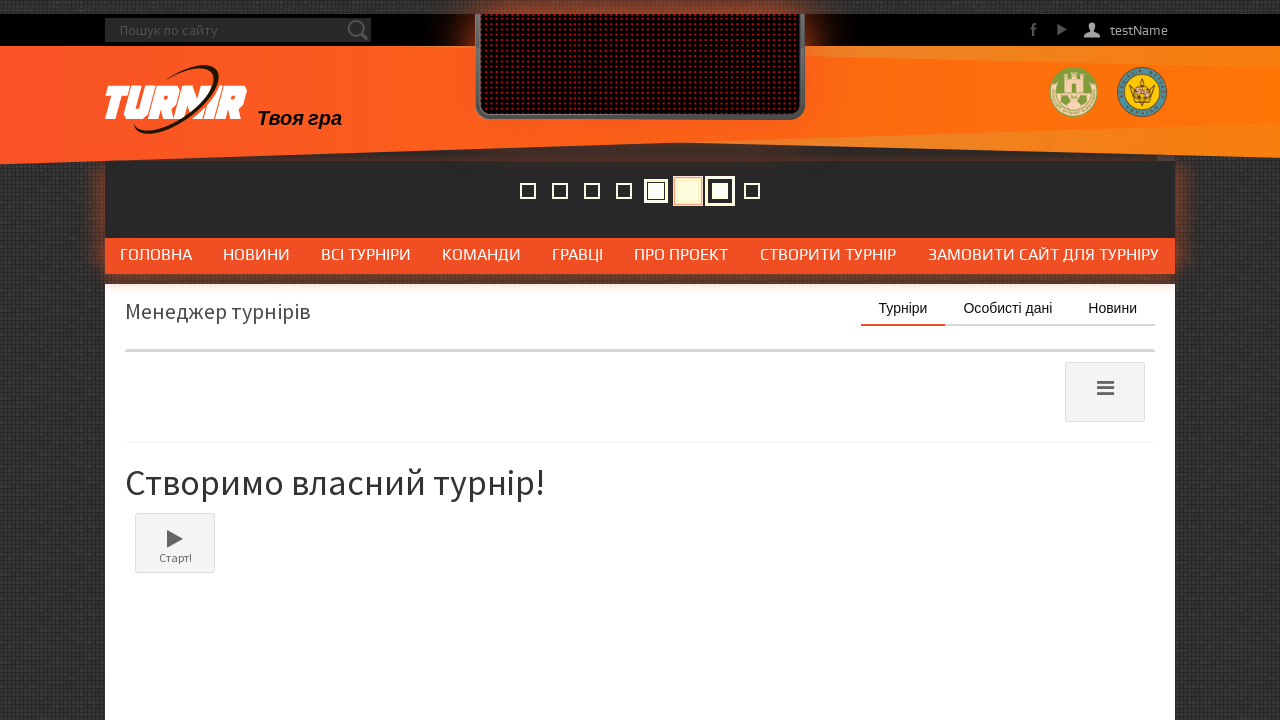 Пошук по сайту
testName
TURNIR
Твоя гра
ГОЛОВНА НОВИНИ ВСІ ТУРНІРИ КОМАНДИ ГРАВЦІ ПРО ПРОЕКТ СТВОРИТИ ТУРНІР ЗАМОВИТИ САЙТ ДЛЯ ТУРНІРУ
Менеджер турнірів
Турніри Особисті дані Новини
Створимо власний турнір!
Старт!